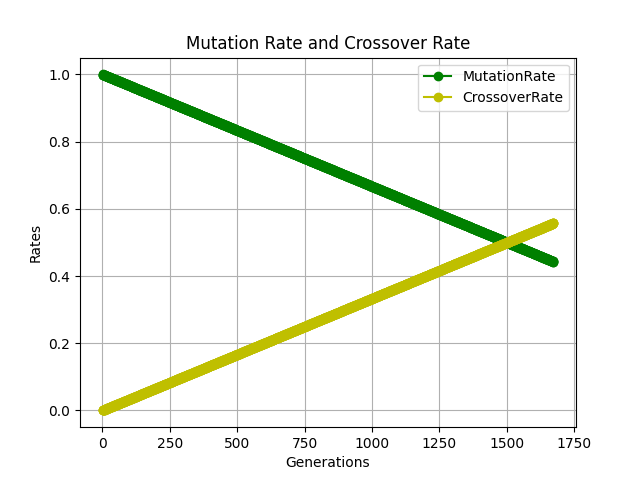 Mutation Rate and Crossover Rate
MutationRate
CrossoverRate
1.0
0.8
0.6
0.4
0.2
0.0
Rates
0 250 500 750 1000 1250 1500 1750
Generations